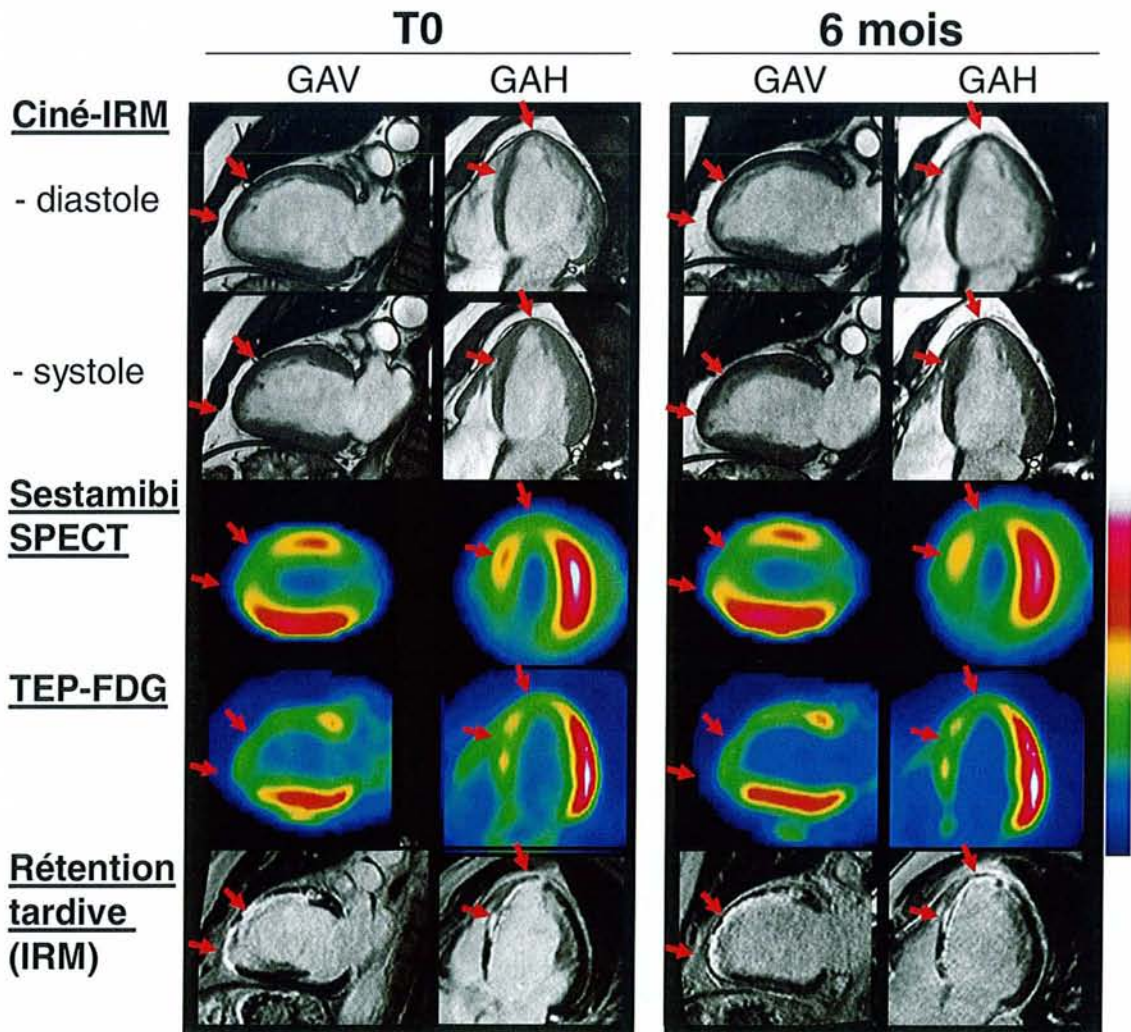 T0
6 mois
GAV
GAH
GAV
GAH
Ciné-IRM
- diastole
- systole
Sestamibi
SPECT
TEP-FDG
Rétention
tardive
(IRM)